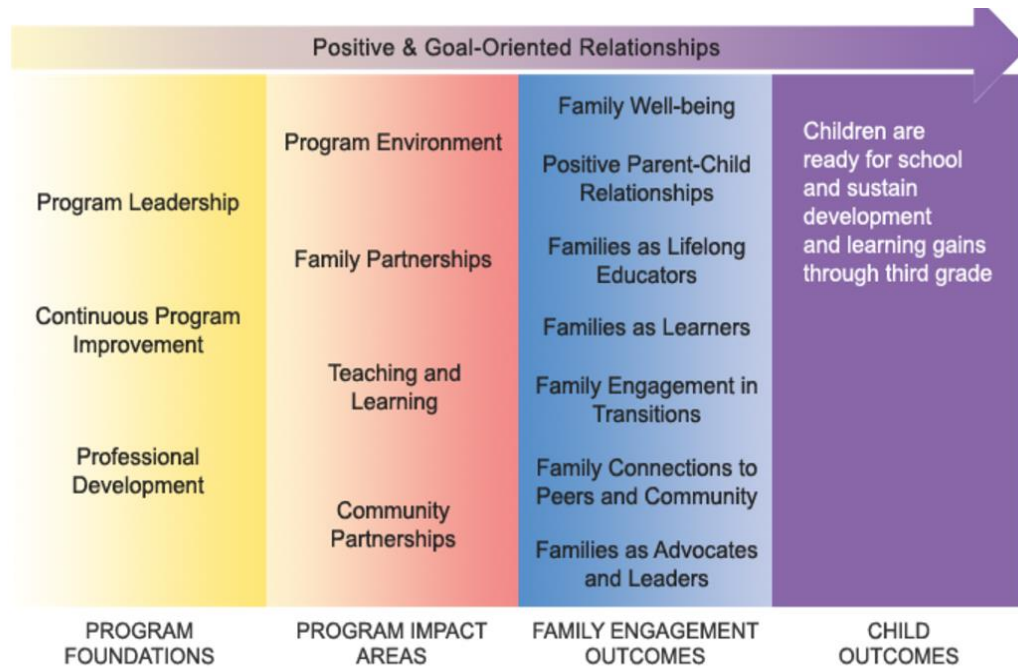 Positive & Goal-Oriented Relationships
Program Leadership
Continuous Program
Improvement
Professional
Development
Program Environment
Family Partnerships
Teaching and
Learning
Community
Partnerships
Family Well-being
Positive Parent-Child
Relationships
Families as Lifelong
Educators
Families as Learners
Family Engagement in
Transitions
Family Connections to
Peers and Community
Families as Advocates
and Leaders
Children are
ready for school
and sustain
development
and learning gains
through third grade
PROGRAM
FOUNDATIONS
PROGRAM IMPACT
AREAS
FAMILY ENGAGEMENT
OUTCOMES
CHILD
OUTCOMES